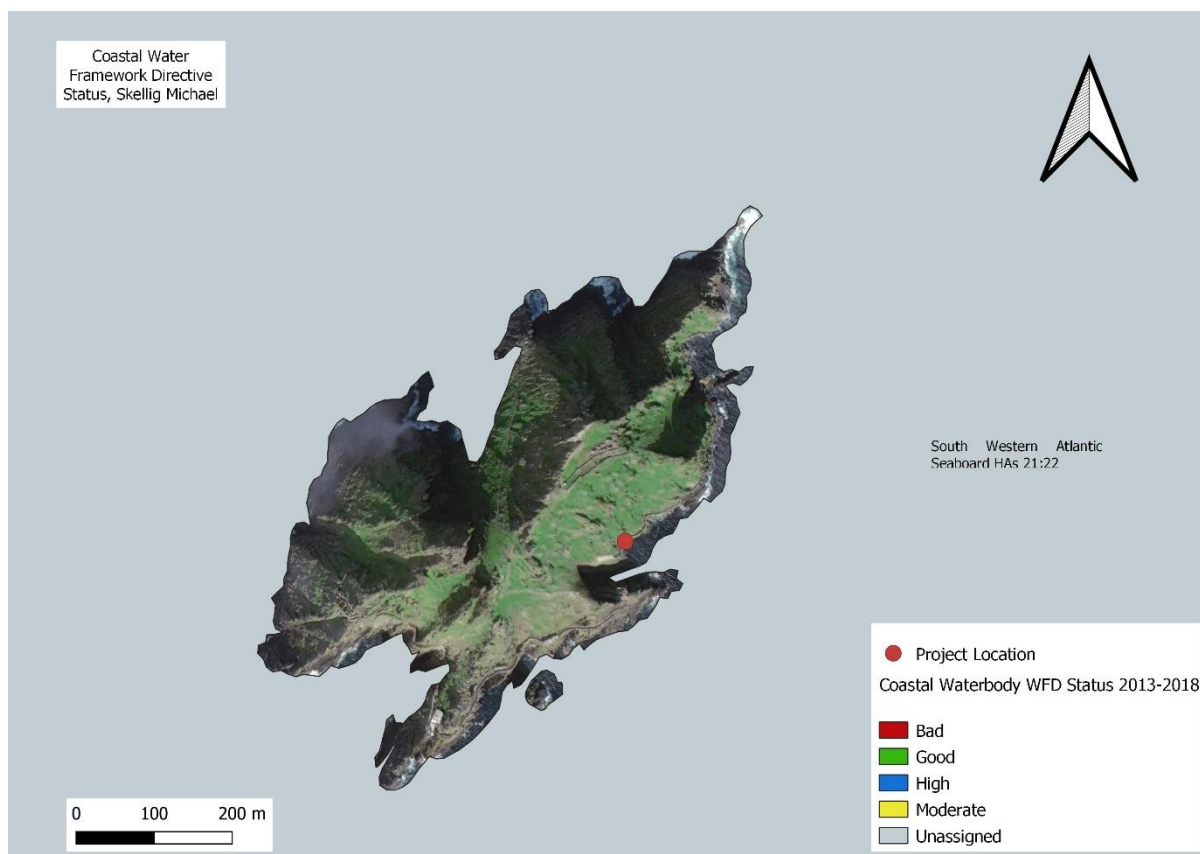 Coastal Water
Framework Directive
Status, Skellig Michael
South Western Atlantic
Seaboard HAs 21:22
Project Location
Coastal Waterbody WFD Status 2013-2018
Bad
Good
High
Moderate
Unassigned
0 100 200 m